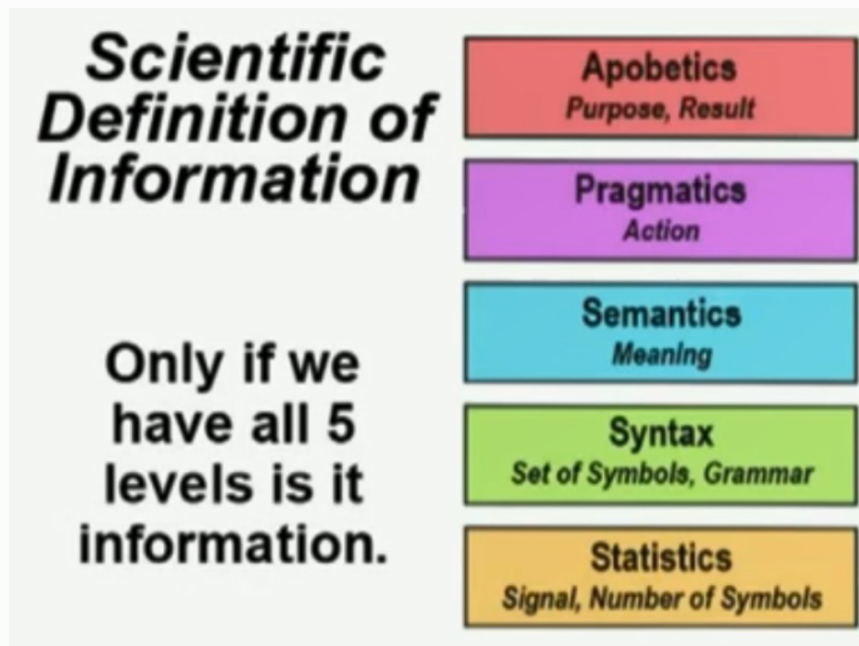 Scientific
Definition of
Information
Only if we
have all 5
levels is it
information.
Apobetics
Purpose, Result
Pragmatics
Action
Semantics
Meaning
Syntax
Set of Symbols, Grammar
Statistics
Signal, Number of Symbols